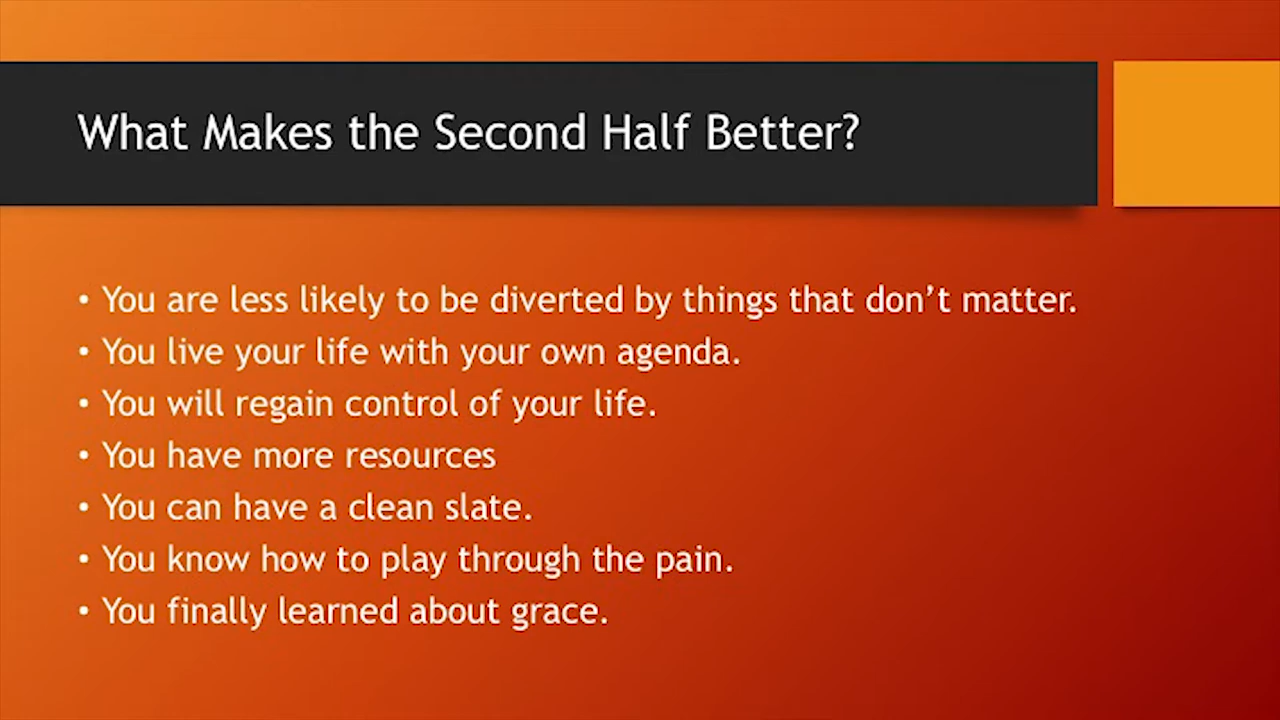 What Makes the Second Half Better?
• You are less likely to be diverted by things that don’t matter.
• You live your life with your own agenda.
• You will regain control of your life.
• You have more resources
• You can have a clean slate.
• You know how to play through the pain.
• You finally learned about grace.